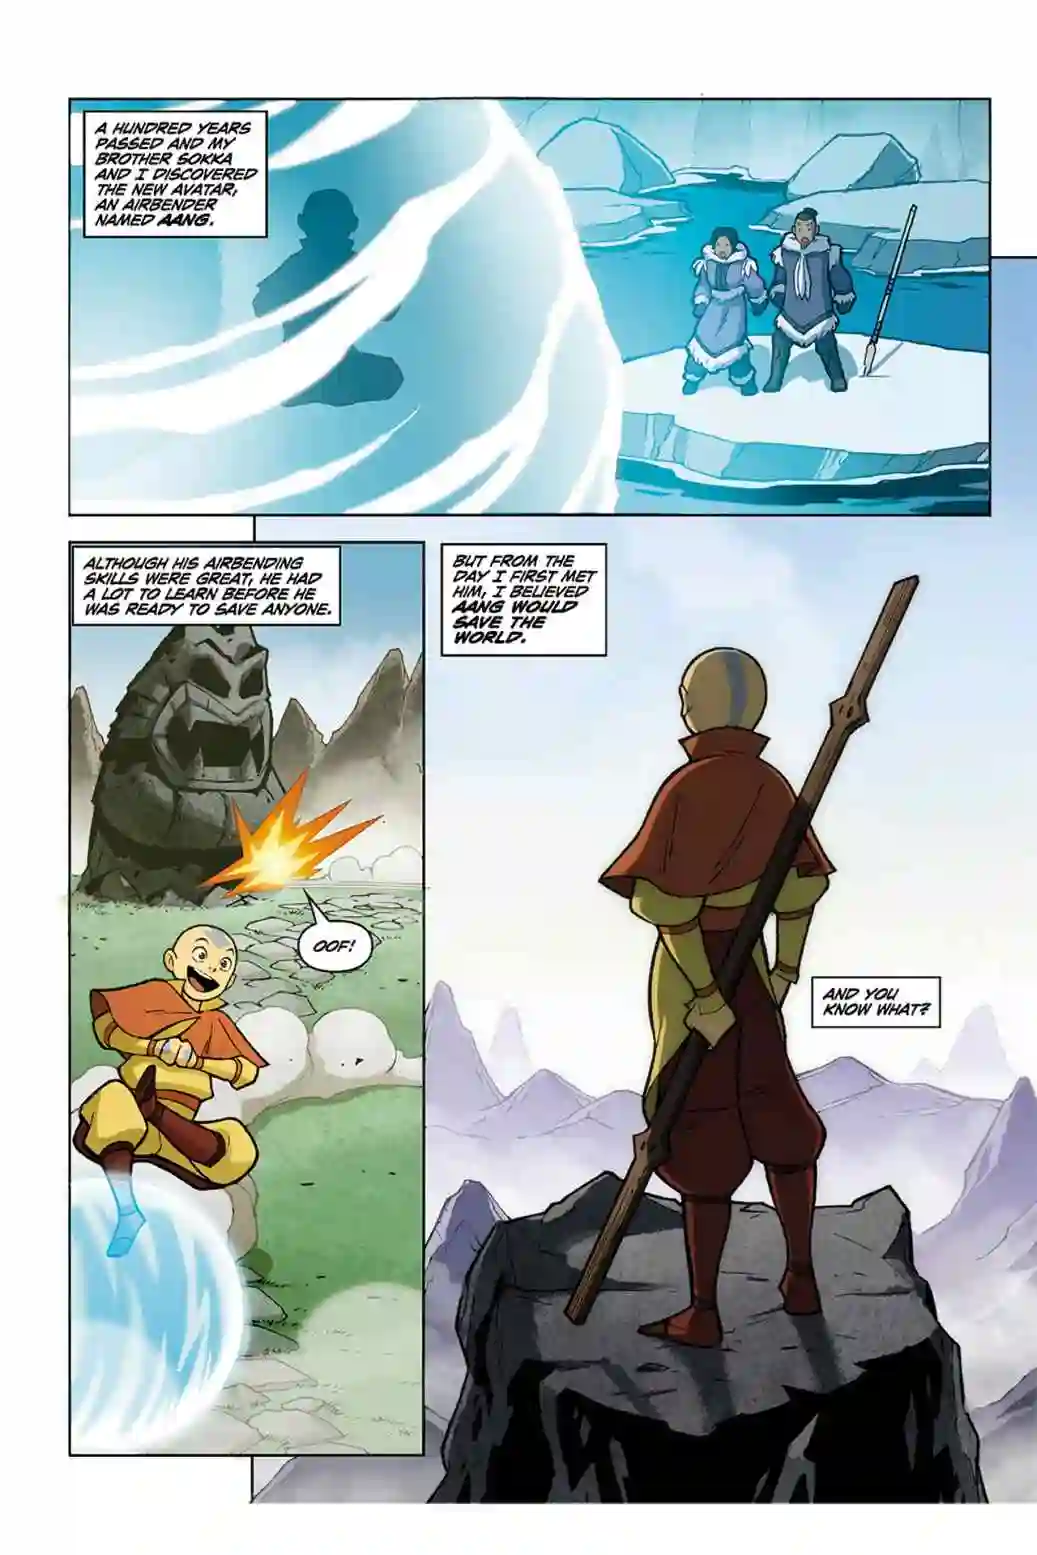 A HUNDRED YEARS
PASSED AND MY
BROTHER SOKKA
AND I DISCOVERED
THE NEW AVATAR,
AN AIRBENDER
NAMED AANG.
ALTHOUGH HIS AIRBENDING
SKILLS WERE GREAT, HE HAD
A LOT TO LEARN BEFORE HE
WAS READY TO SAVE ANYONE.
OOF!
BUT FROM THE
DAY I FIRST MET
HIM, I BELIEVED
AANG WOULD
SAVE THE
WORLD.
AND YOU
KNOW WHAT?